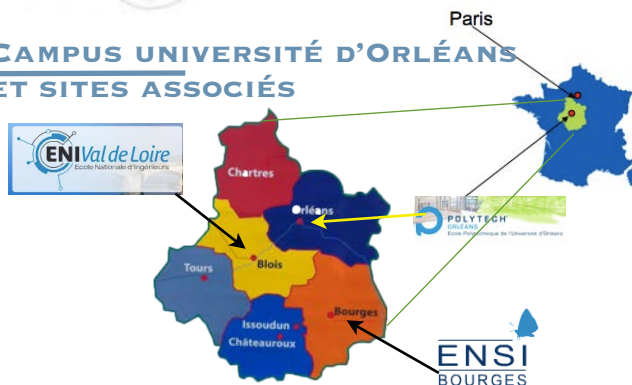 Paris
CAMPUS UNIVERSITÉ D'ORLÉANS
ET SITES ASSOCIÉS
ENI Val de Loire
Ecole Nationale d'Ingénieurs
Chartres
Orléans
POLYTECH'
ORLEANS
Ecole Polytechnique de l'Université d'Orléans
Blois
Tours
Bourges
Issoudun
Châteauroux
ENSI
BOURGES